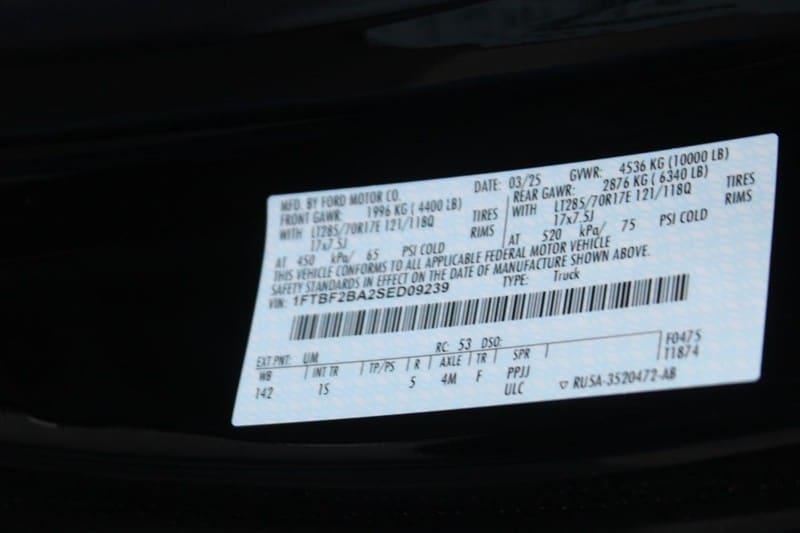 MFD. BY FORD MOTOR CO. DATE: 03/25 GVWR: 4536 KG (10000 LB)
FRONT GAWR: 1996 KG ( 4400 LB) REAR GAWR: 2876 KG ( 6340 LB)
WITH LT285/70R17E 121/118Q TIRES WITH LT285/70R17E 121/118Q TIRES
17x7.5J RIMS 17x7.5J RIMS
AT 450 kPa/ 65 PSI COLD AT 520 kPa/ 75 PSI COLD
THIS VEHICLE CONFORMS TO ALL APPLICABLE FEDERAL MOTOR VEHICLE
SAFETY STANDARDS IN EFFECT ON THE DATE OF MANUFACTURE SHOWN ABOVE.
VIN: 1FTBF2BA2SED09239 TYPE: Truck
EXT PNT: UM RC: 53 DSO: F0475
WB INT TR TP/PS R AXLE TR SPR 11874
142 1S 5 4M F PPJJ
ULC ▽ RU5A-3520472-AB